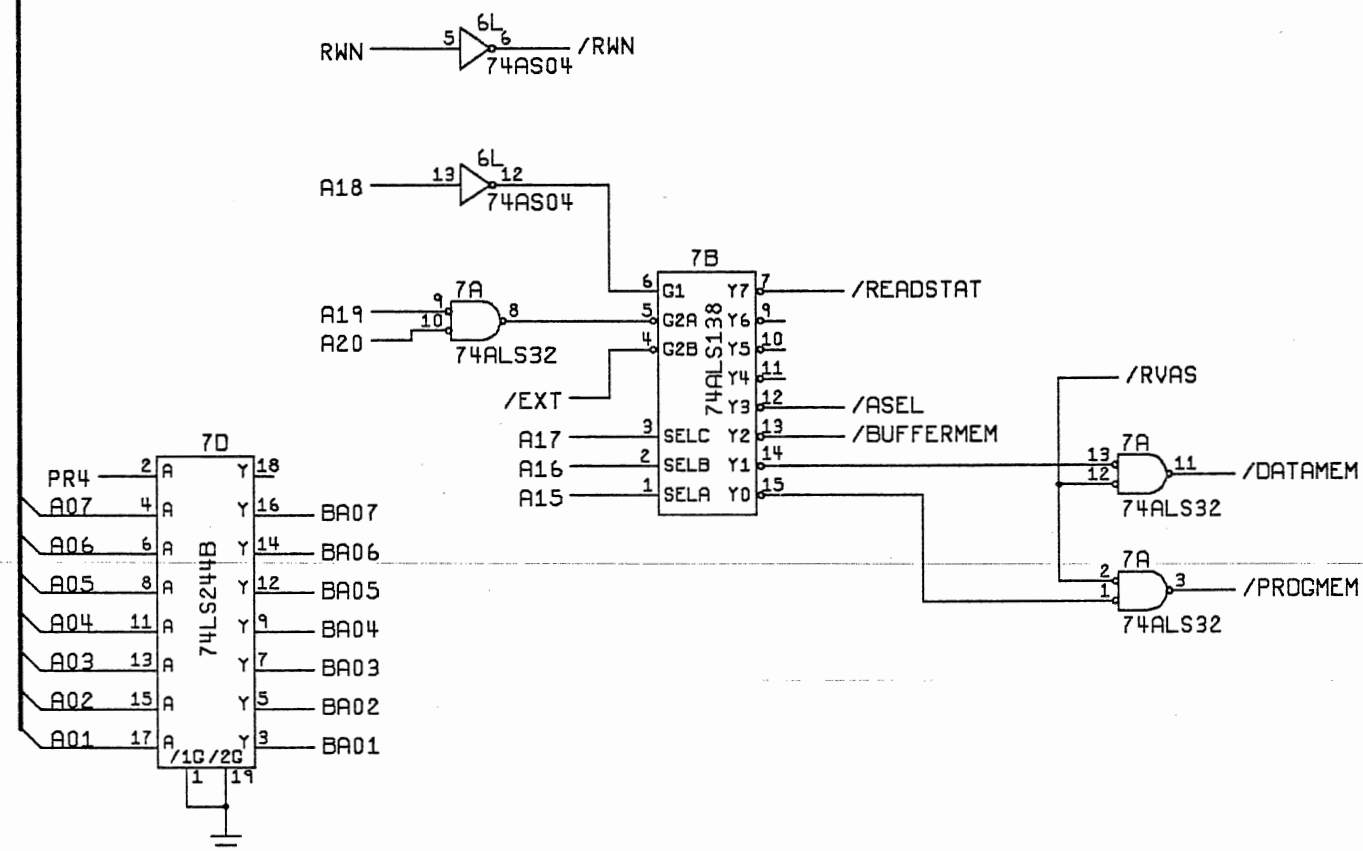 6L
RWN 5 6 /RWN
74AS04
6L
A18 13 12
74AS04
7B
6 G1 Y7 7 /READSTAT
7A
A19 9 8 5 G2A Y6 9
A20 10
74ALS32
4 G2B Y5 10
74ALS138
Y4 11
/EXT
Y3 12 /ASEL
A17 3 SELC Y2 13 /BUFFERMEM
A16 2 SELB Y1 14
A15 1 SELA Y0 15
/RVAS
7A
13 11 /DATAMEM
12
74ALS32
7A
2 3 /PROGMEM
1
74ALS32
7D
PR4 2 A Y 18
A07 4 A Y 16 BA07
A06 6 A Y 14 BA06
74LS244B
A05 8 A Y 12 BA05
A04 11 A Y 9 BA04
A03 13 A Y 7 BA03
A02 15 A Y 5 BA02
A01 17 A Y 3 BA01
/1G /2G
1 19